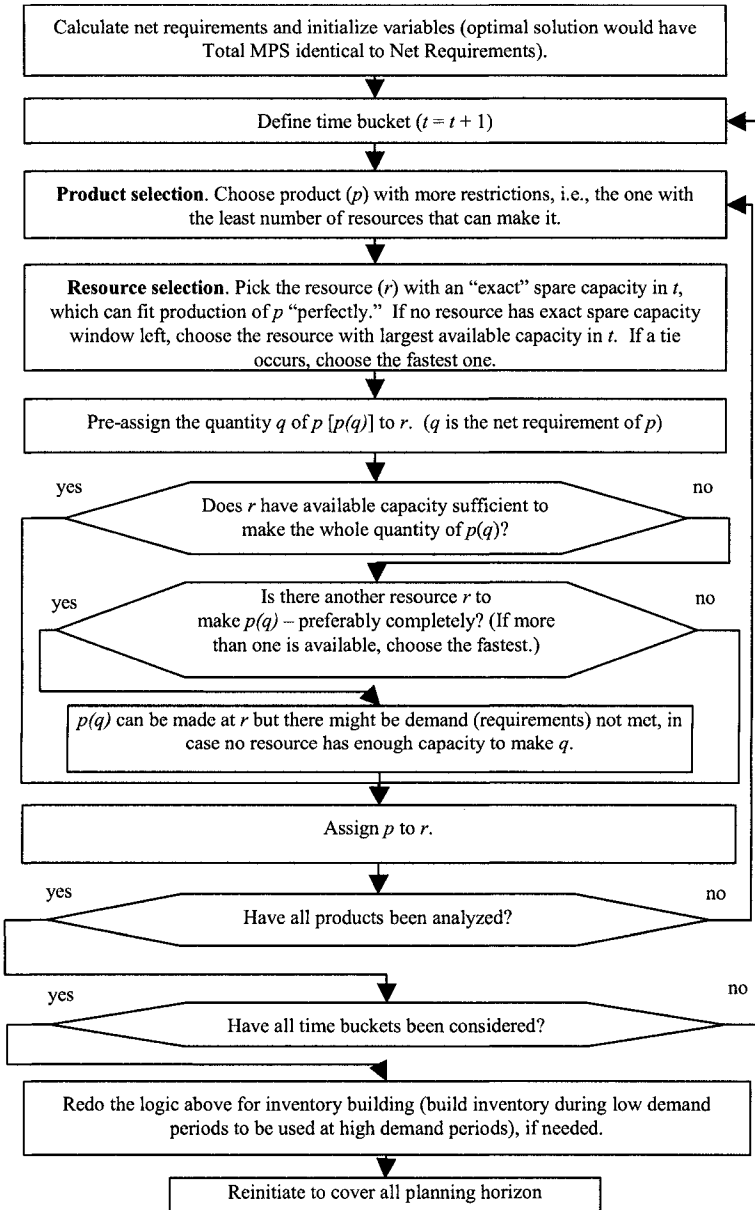 Calculate net requirements and initialize variables (optimal solution would have
Total MPS identical to Net Requirements).
Define time bucket (t = t + 1)
Product selection. Choose product (p) with more restrictions, i.e., the one with
the least number of resources that can make it.
Resource selection. Pick the resource (r) with an “exact” spare capacity in t,
which can fit production of p “perfectly.” If no resource has exact spare capacity
window left, choose the resource with largest available capacity in t. If a tie
occurs, choose the fastest one.
Pre-assign the quantity q of p [p(q)] to r. (q is the net requirement of p)
yes
no
Does r have available capacity sufficient to
make the whole quantity of p(q)?
yes
no
Is there another resource r to
make p(q) – preferably completely? (If more
than one is available, choose the fastest.)
p(q) can be made at r but there might be demand (requirements) not met, in
case no resource has enough capacity to make q.
Assign p to r.
yes
no
Have all products been analyzed?
yes
no
Have all time buckets been considered?
Redo the logic above for inventory building (build inventory during low demand
periods to be used at high demand periods), if needed.
Reinitiate to cover all planning horizon